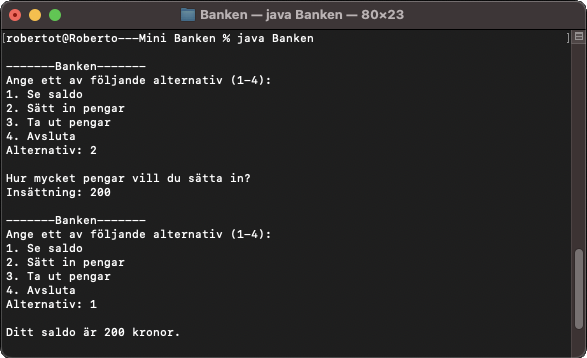 Banken — java Banken — 80×23
[robertot@Roberto---Mini Banken % java Banken ]
-------Banken-------
Ange ett av följande alternativ (1-4):
1. Se saldo
2. Sätt in pengar
3. Ta ut pengar
4. Avsluta
Alternativ: 2
Hur mycket pengar vill du sätta in?
Insättning: 200
-------Banken-------
Ange ett av följande alternativ (1-4):
1. Se saldo
2. Sätt in pengar
3. Ta ut pengar
4. Avsluta
Alternativ: 1
Ditt saldo är 200 kronor.